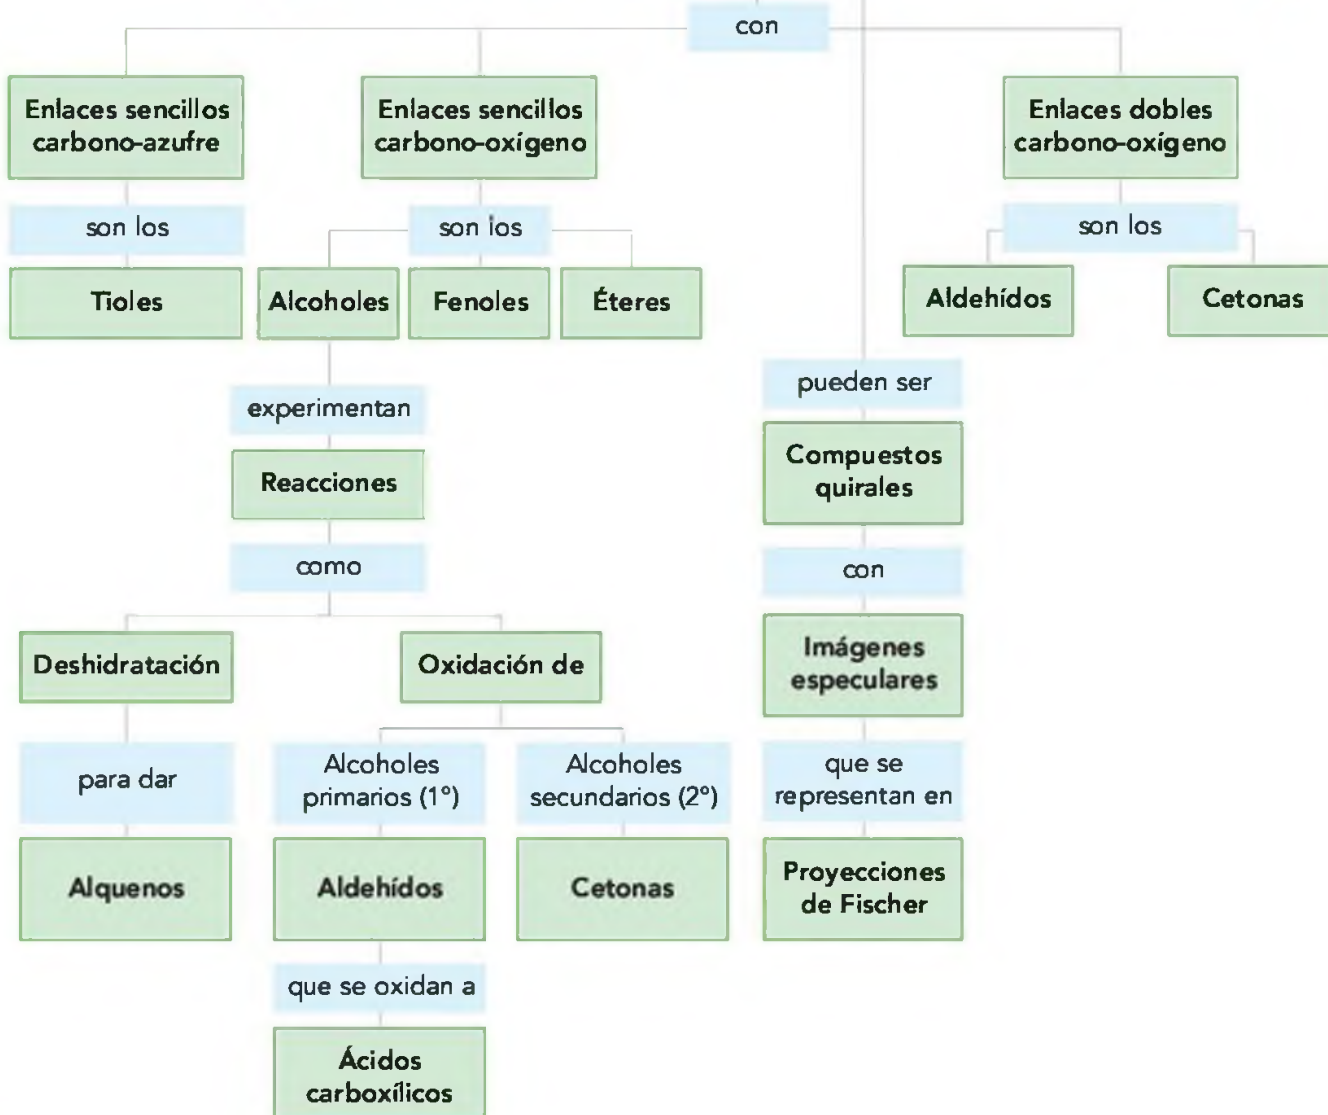 con
Enlaces sencillos
carbono-azufre
Enlaces sencillos
carbono-oxígeno
Enlaces dobles
carbono-oxígeno
son los
son los
son los
Tioles
Alcoholes
Fenoles
Éteres
Aldehídos
Cetonas
experimentan
Reacciones
como
pueden ser
Compuestos
quirales
con
Imágenes
especulares
que se
representan en
Proyecciones
de Fischer
Deshidratación
Oxidación de
para dar
Alcoholes
primarios (1°)
Alcoholes
secundarios (2°)
Alquenos
Aldehídos
Cetonas
que se oxidan a
Ácidos
carboxílicos